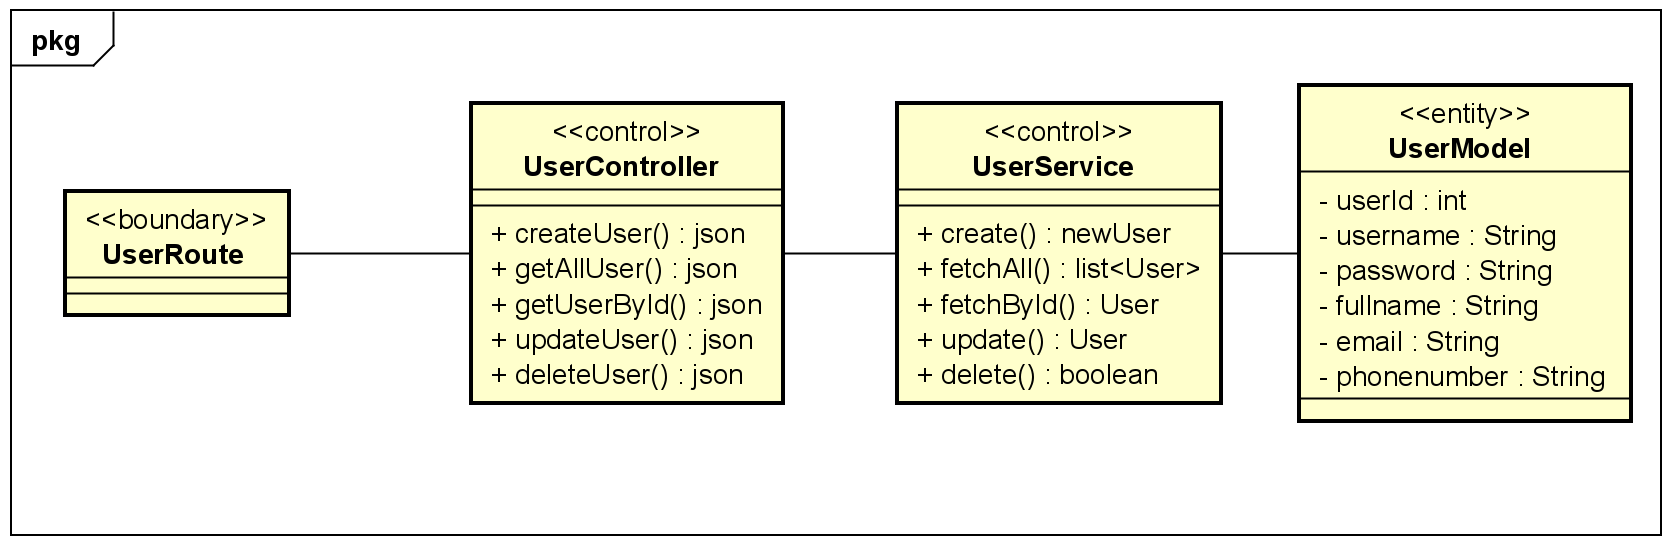 pkg
<<boundary>>
UserRoute
<<control>>
UserController
+ createUser() : json
+ getAllUser() : json
+ getUserById() : json
+ updateUser() : json
+ deleteUser() : json
<<control>>
UserService
+ create() : newUser
+ fetchAll() : list<User>
+ fetchById() : User
+ update() : User
+ delete() : boolean
<<entity>>
UserModel
- userId : int
- username : String
- password : String
- fullname : String
- email : String
- phonenumber : String